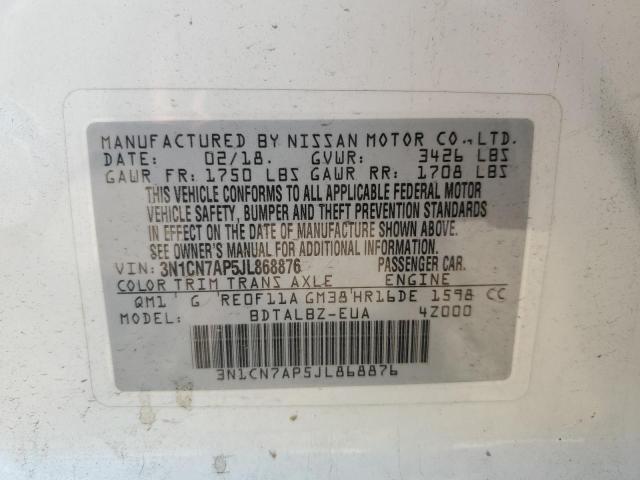 MANUFACTURED BY NISSAN MOTOR CO., LTD.
DATE: 02/18. GVWR: 3426 LBS
GAWR FR: 1750 LBS GAWR RR: 1708 LBS
THIS VEHICLE CONFORMS TO ALL APPLICABLE FEDERAL MOTOR
VEHICLE SAFETY, BUMPER AND THEFT PREVENTION STANDARDS
IN EFFECT ON THE DATE OF MANUFACTURE SHOWN ABOVE.
SEE OWNER'S MANUAL FOR ADDITIONAL INFORMATION.
VIN: 3N1CN7AP5JL868876 PASSENGER CAR.
COLOR TRIM TRANS AXLE ENGINE
QM1 G RE0F11A GM38 HR16DE 1598 CC
MODEL: BDTALBZ-EUA 4Z000
3N1CN7AP5JL868876